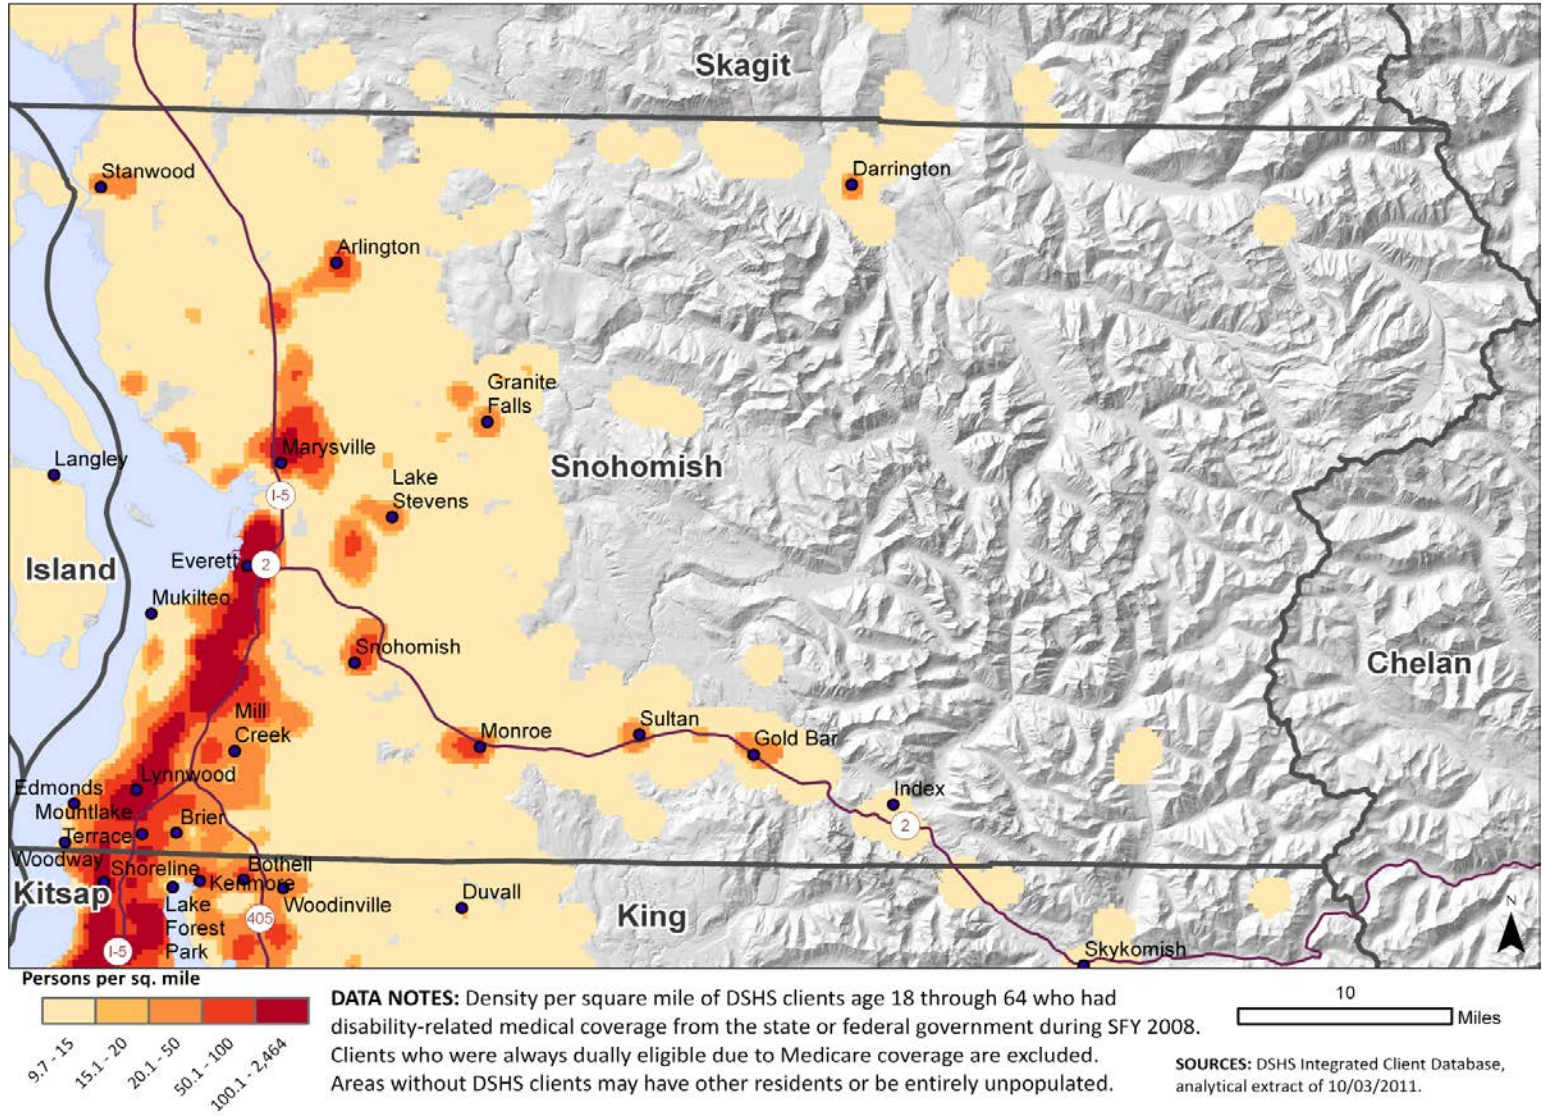 Skagit
Stanwood
Darrington
Arlington
Granite
Falls
Marysville
Langley
Snohomish
Lake
Stevens
I-5
Everett
2
Island
Mukilteo
Snohomish
Chelan
Mill
Creek
Monroe
Sultan
Gold Bar
Lynnwood
Edmonds
Mountlake
Terrace
Brier
Index
2
Woodway
Shoreline
Bothell
Kenmore
Kitsap
Woodinville
Lake
Forest
Park
Duvall
King
405
I-5
Skykomish
N
Persons per sq. mile
9.7 - 15
15.1 - 20
20.1 - 50
50.1 - 100
100.1 - 2,464
DATA NOTES: Density per square mile of DSHS clients age 18 through 64 who had
disability-related medical coverage from the state or federal government during SFY 2008.
Clients who were always dually eligible due to Medicare coverage are excluded.
Areas without DSHS clients may have other residents or be entirely unpopulated.
10
Miles
SOURCES: DSHS Integrated Client Database,
analytical extract of 10/03/2011.